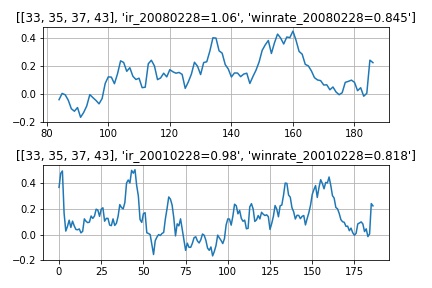 [[33, 35, 37, 43], 'ir_20080228=1.06', 'winrate_20080228=0.845']
0.4
0.2
0.0
−0.2
80 100 120 140 160 180
[[33, 35, 37, 43], 'ir_20010228=0.98', 'winrate_20010228=0.818']
0.4
0.2
0.0
−0.2
0 25 50 75 100 125 150 175